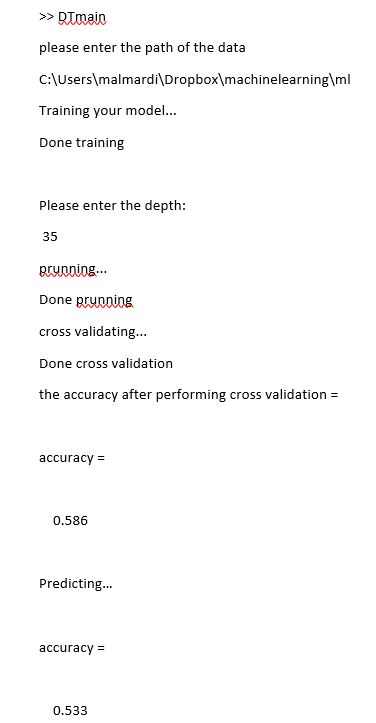 >> DTmain
please enter the path of the data
C:\Users\malmardi\Dropbox\machinelearning\ml
Training your model...
Done training
Please enter the depth:
35
prunning...
Done prunning
cross validating...
Done cross validation
the accuracy after performing cross validation =
accuracy =
0.586
Predicting...
accuracy =
0.533